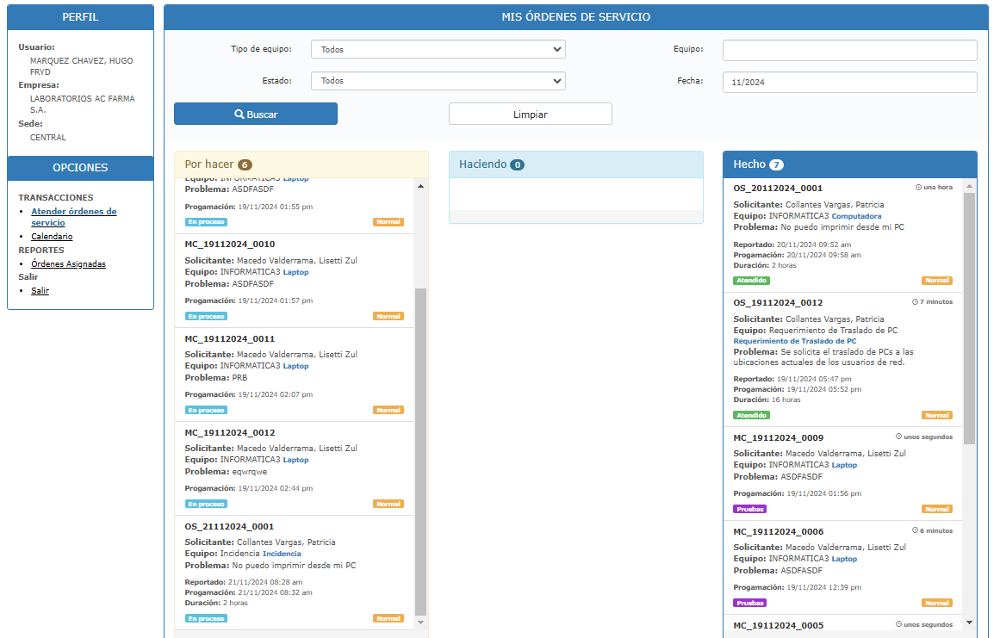 PERFIL
Usuario:
MARQUEZ CHAVEZ, HUGO
FRYD
Empresa:
LABORATORIOS AC FARMA
S.A.
Sede:
CENTRAL
OPCIONES
TRANSACCIONES
Atender órdenes de
servicio
Calendario
REPORTES
Órdenes Asignadas
Salir
Salir
MIS ÓRDENES DE SERVICIO
Tipo de equipo: Todos
Equipo:
Estado: Todos
Fecha: 11/2024
Buscar
Limpiar
Por hacer 6
Equipo: INFORMATICA3 Laptop
Problema: ASDFASDF
Progamación: 19/11/2024 01:55 pm
En proceso Normal
MC_19112024_0010
Solicitante: Macedo Valderrama, Lisetti Zul
Equipo: INFORMATICA3 Laptop
Problema: ASDFASDF
Progamación: 19/11/2024 01:57 pm
En proceso Normal
MC_19112024_0011
Solicitante: Macedo Valderrama, Lisetti Zul
Equipo: INFORMATICA3 Laptop
Problema: PRB
Progamación: 19/11/2024 02:07 pm
En proceso Normal
MC_19112024_0012
Solicitante: Macedo Valderrama, Lisetti Zul
Equipo: INFORMATICA3 Laptop
Problema: eqwrqwe
Progamación: 19/11/2024 02:44 pm
En proceso Normal
OS_21112024_0001
Solicitante: Collantes Vargas, Patricia
Equipo: Incidencia Incidencia
Problema: No puedo imprimir desde mi PC
Reportado: 21/11/2024 08:28 am
Progamación: 21/11/2024 08:32 am
Duración: 2 horas
En proceso Normal
Haciendo 0
Hecho 7
OS_20112024_0001 una hora
Solicitante: Collantes Vargas, Patricia
Equipo: INFORMATICA3 Computadora
Problema: No puedo imprimir desde mi PC
Reportado: 20/11/2024 09:52 am
Progamación: 20/11/2024 09:58 am
Duración: 2 horas
Atendido Normal
OS_19112024_0012 7 minutos
Solicitante: Collantes Vargas, Patricia
Equipo: Requerimiento de Traslado de PC
Requerimiento de Traslado de PC
Problema: Se solicita el traslado de PCs a las
ubicaciones actuales de los usuarios de red.
Reportado: 19/11/2024 05:47 pm
Progamación: 19/11/2024 05:52 pm
Duración: 16 horas
Atendido Normal
MC_19112024_0009 unos segundos
Solicitante: Macedo Valderrama, Lisetti Zul
Equipo: INFORMATICA3 Laptop
Problema: ASDFASDF
Progamación: 19/11/2024 01:56 pm
Pruebas Normal
MC_19112024_0006 6 minutos
Solicitante: Macedo Valderrama, Lisetti Zul
Equipo: INFORMATICA3 Laptop
Problema: ASDFASDF
Progamación: 19/11/2024 12:39 pm
Pruebas Normal
MC_19112024_0005 unos segundos